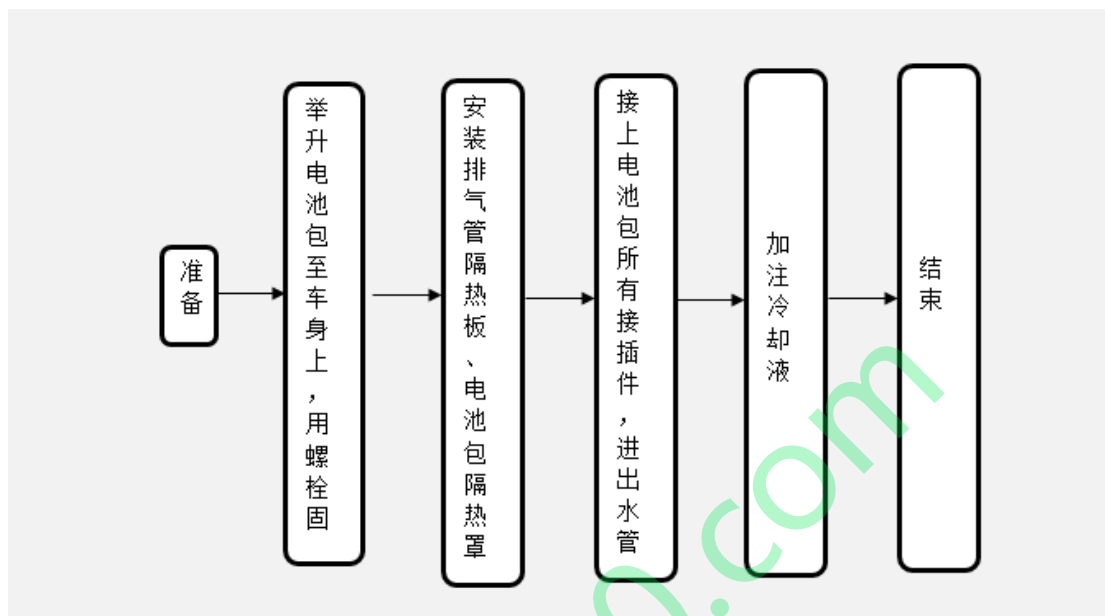 准备
举升电池包至车身上，用螺栓固
安装排气管隔热板、电池包隔热罩
接上电池包所有接插件，进出水管
加注冷却液
结束
0.com